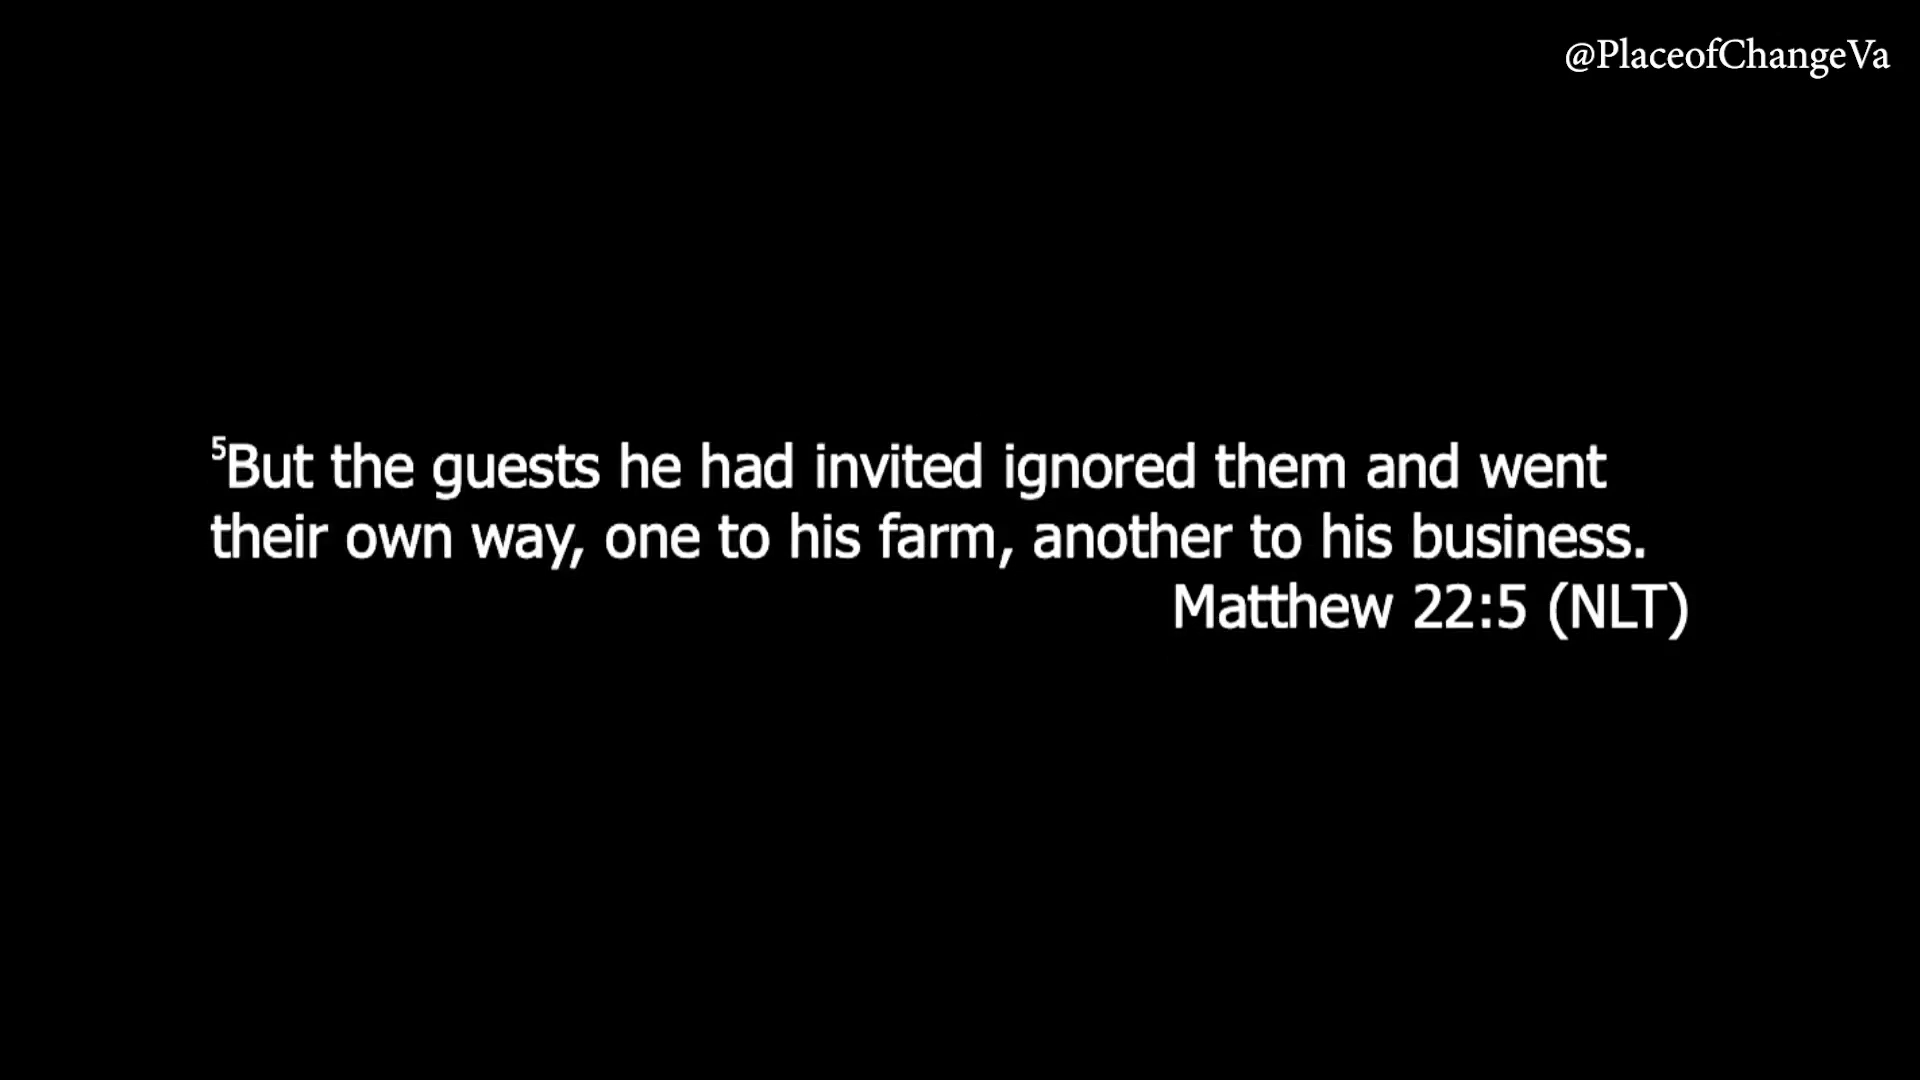 @PlaceofChangeVa
⁵But the guests he had invited ignored them and went
their own way, one to his farm, another to his business.
Matthew 22:5 (NLT)